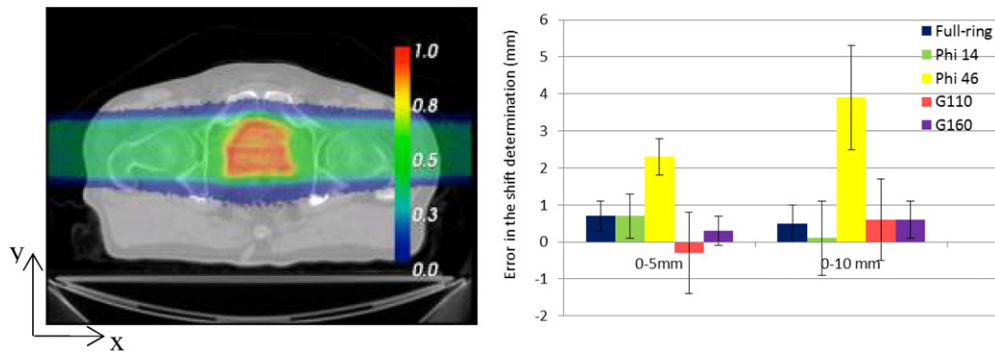 1.0
0.8
0.5
0.3
0.0
y
x
Error in the shift determination (mm)
6
5
4
3
2
1
0
-1
-2
0-5mm
0-10 mm
Full-ring
Phi 14
Phi 46
G110
G160